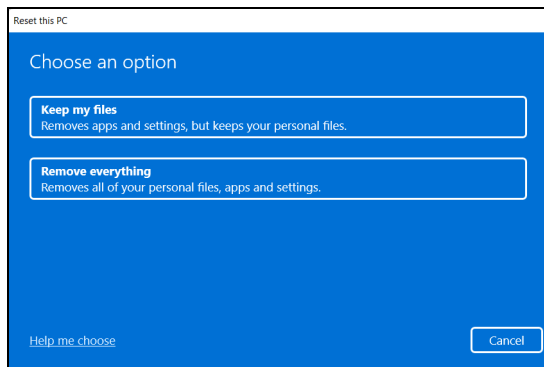 Reset this PC
Choose an option
Keep my files
Removes apps and settings, but keeps your personal files.
Remove everything
Removes all of your personal files, apps and settings.
Help me choose
Cancel